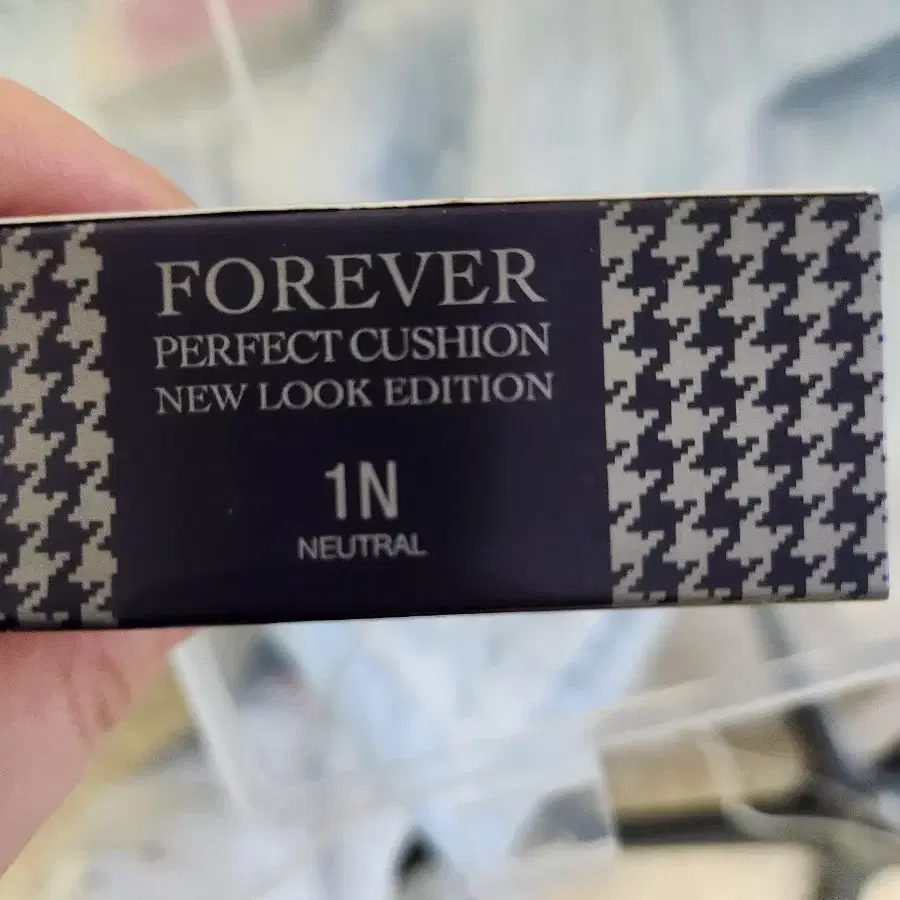 FOREVER
PERFECT CUSHION
NEW LOOK EDITION
1N
NEUTRAL